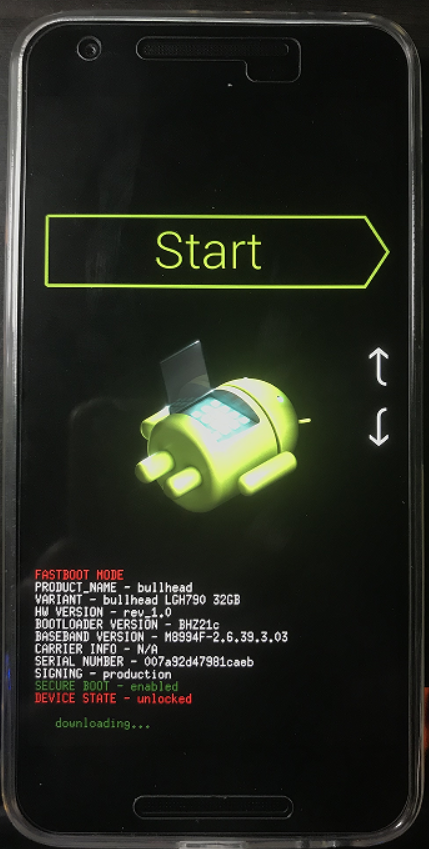 Start
FASTBOOT MODE
PRODUCT_NAME - bullhead
VARIANT - bullhead LGH790 32GB
HW VERSION - rev_1.0
BOOTLOADER VERSION - BHZ21c
BASEBAND VERSION - M8994F-2.6.39.3.03
CARRIER INFO - N/A
SERIAL NUMBER - 007a92d47981caeb
SIGNING - production
SECURE BOOT - enabled
DEVICE STATE - unlocked
downloading...